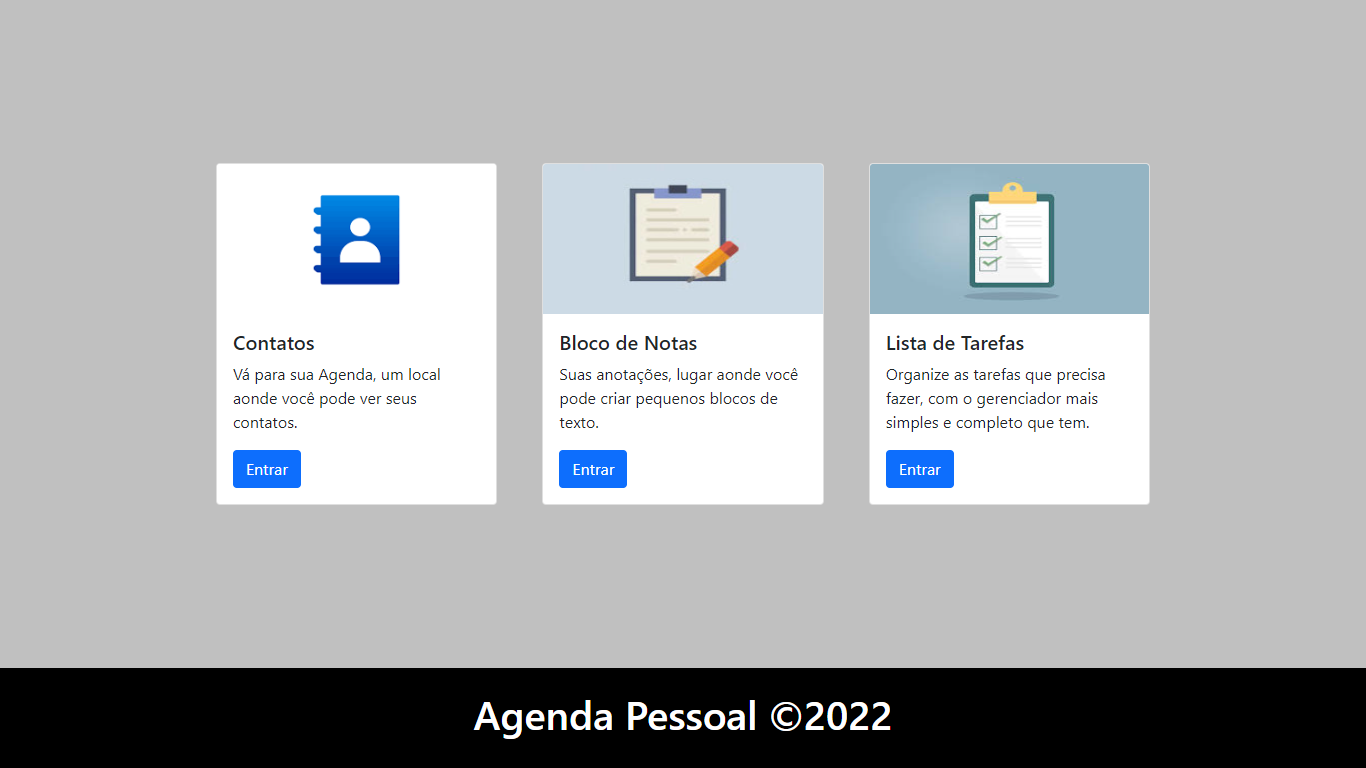 Contatos
Vá para sua Agenda, um local
aonde você pode ver seus
contatos.
Entrar
Bloco de Notas
Suas anotações, lugar aonde você
pode criar pequenos blocos de
texto.
Entrar
Lista de Tarefas
Organize as tarefas que precisa
fazer, com o gerenciador mais
simples e completo que tem.
Entrar
Agenda Pessoal ©2022